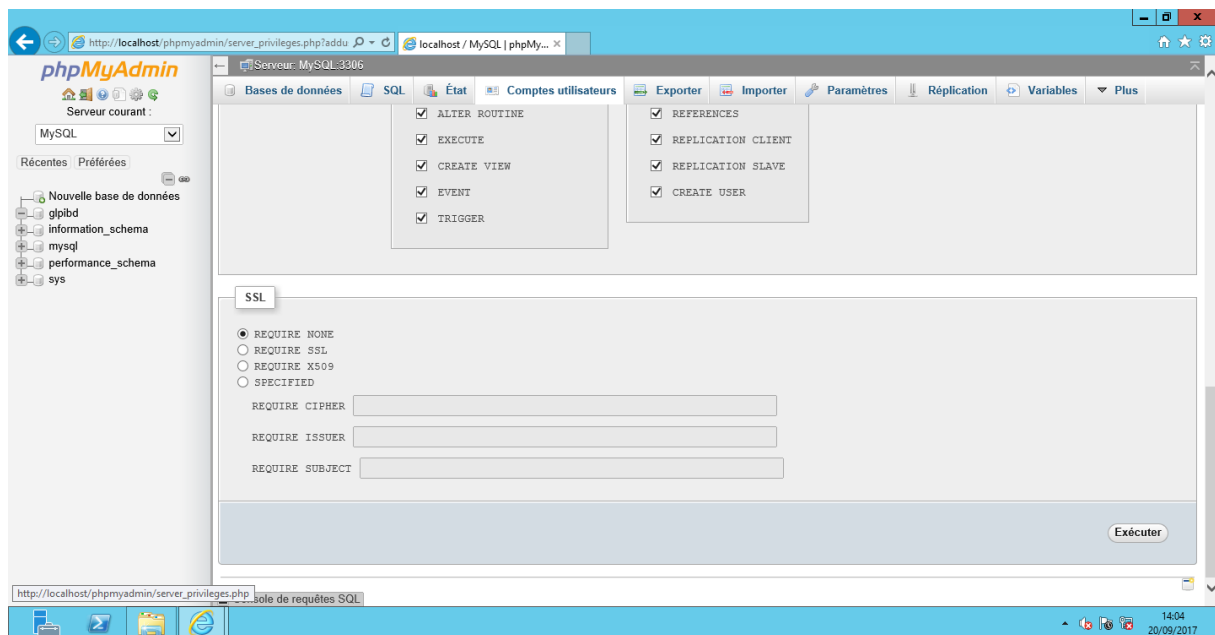 http://localhost/phpmyadmin/server_privileges.php?addu
localhost / MySQL | phpMy...
phpMyAdmin
Serveur courant :
MySQL
Récentes Préférées
Nouvelle base de données
glpibd
information_schema
mysql
performance_schema
sys
Serveur: MySQL:3306
Bases de données SQL État Comptes utilisateurs Exporter Importer Paramètres Réplication Variables Plus
ALTER ROUTINE
EXECUTE
CREATE VIEW
EVENT
TRIGGER
REFERENCES
REPLICATION CLIENT
REPLICATION SLAVE
CREATE USER
SSL
REQUIRE NONE
REQUIRE SSL
REQUIRE X509
SPECIFIED
REQUIRE CIPHER
REQUIRE ISSUER
REQUIRE SUBJECT
Exécuter
http://localhost/phpmyadmin/server_privileges.php
sole de requêtes SQL
14:04
20/09/2017